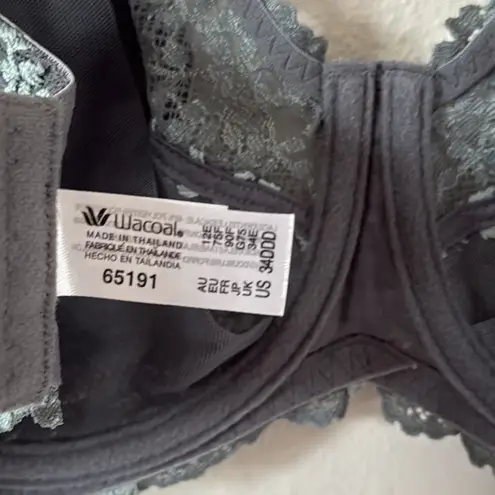 Wacoal®
MADE IN THAILAND
FABRIQUÉ EN THAÏLANDE
HECHO EN TAILANDIA
65191
AU 12E
EU 75F
FR 90F
JP G75
UK 34E
US 34DDD